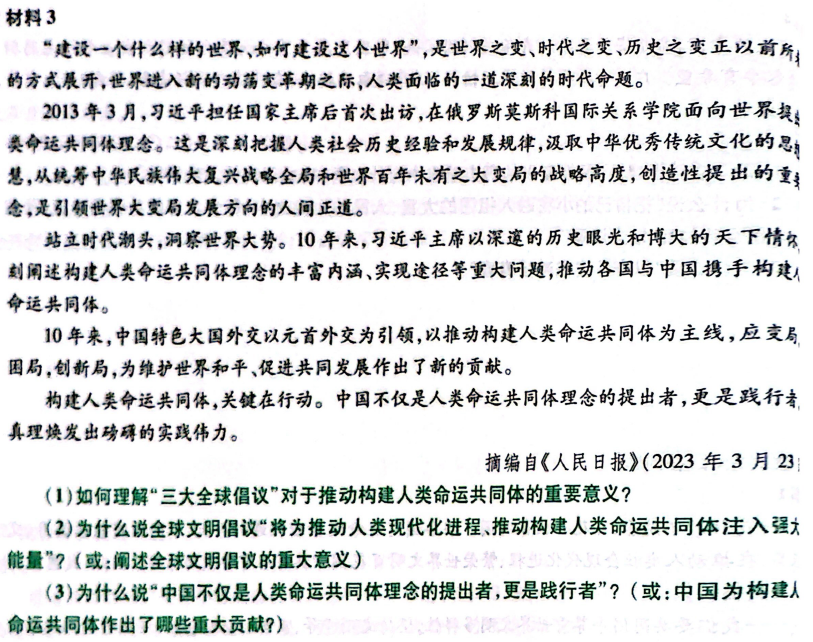 材料3
“建设一个什么样的世界、如何建设这个世界”,是世界之变、时代之变、历史之变正以前所
的方式展开,世界进入新的动荡变革期之际,人类面临的一道深刻的时代命题。
2013年3月,习近平担任国家主席后首次出访,在俄罗斯莫斯科国际关系学院面向世界提
类命运共同体理念。这是深刻把握人类社会历史经验和发展规律,汲取中华优秀传统文化的思
慧,从统筹中华民族伟大复兴战略全局和世界百年未有之大变局的战略高度,创造性提出的重
念,是引领世界大变局发展方向的人间正道。
站立时代潮头,洞察世界大势。10年来,习近平主席以深邃的历史眼光和博大的天下情
刻阐述构建人类命运共同体理念的丰富内涵、实现途径等重大问题,推动各国与中国携手构建
命运共同体。
10年来,中国特色大国外交以元首外交为引领,以推动构建人类命运共同体为主线,应变局
困局,创新局,为维护世界和平、促进共同发展作出了新的贡献。
构建人类命运共同体,关键在行动。中国不仅是人类命运共同体理念的提出者,更是践行者
真理焕发出磅礴的实践伟力。
摘编自《人民日报》(2023年3月23
(1)如何理解“三大全球倡议”对于推动构建人类命运共同体的重要意义?
(2)为什么说全球文明倡议“将为推动人类现代化进程、推动构建人类命运共同体注入强大
能量”?(或:阐述全球文明倡议的重大意义)
(3)为什么说“中国不仅是人类命运共同体理念的提出者,更是践行者”?(或:中国为构建人
命运共同体作出了哪些重大贡献?)